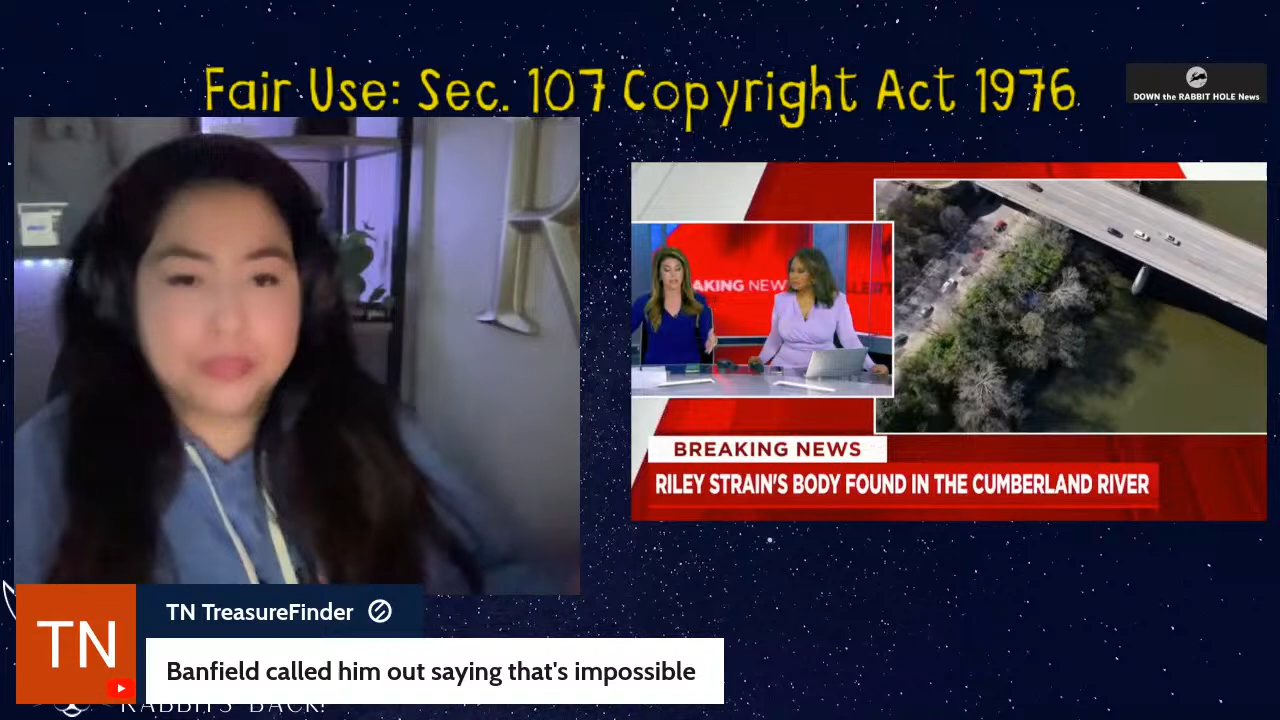 Fair Use: Sec. 107 Copyright Act 1976
DOWN the RABBIT HOLE News
AKING NEW
BREAKING NEWS
RILEY STRAIN'S BODY FOUND IN THE CUMBERLAND RIVER
TN
TN TreasureFinder
Banfield called him out saying that's impossible
RABBITS BACK!